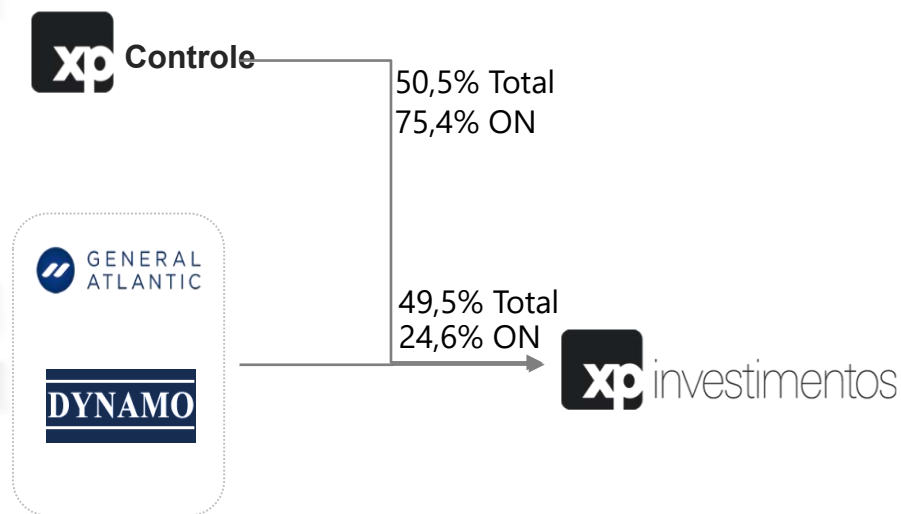 xp Controle
50,5% Total
75,4% ON
GENERAL
ATLANTIC
49,5% Total
24,6% ON
DYNAMO
xp investimentos